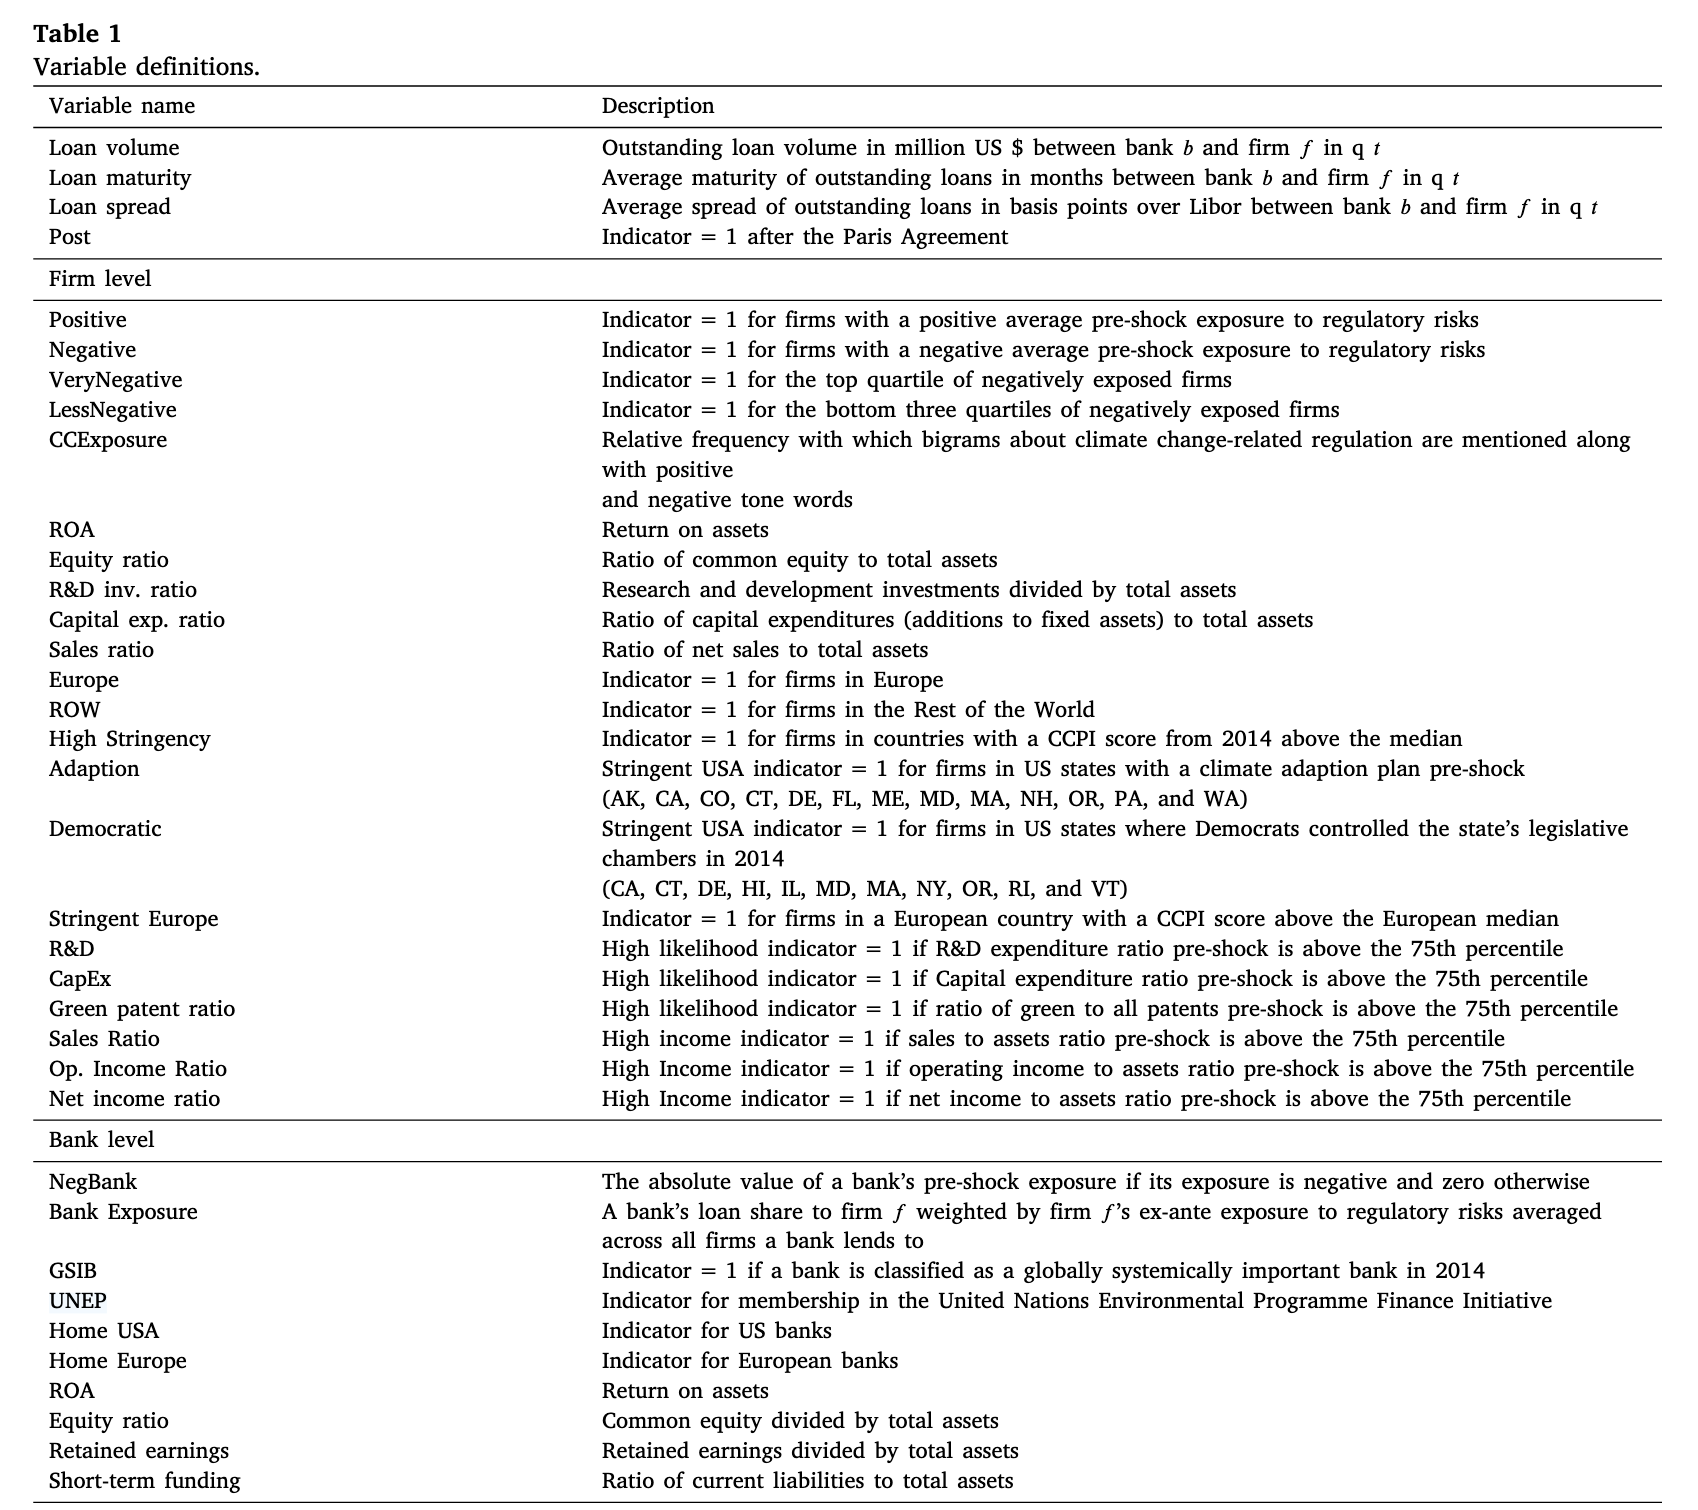 Table 1
Variable definitions.
Variable name Description
Loan volume Outstanding loan volume in million US $ between bank b and firm f in q t
Loan maturity Average maturity of outstanding loans in months between bank b and firm f in q t
Loan spread Average spread of outstanding loans in basis points over Libor between bank b and firm f in q t
Post Indicator = 1 after the Paris Agreement
Firm level
Positive Indicator = 1 for firms with a positive average pre-shock exposure to regulatory risks
Negative Indicator = 1 for firms with a negative average pre-shock exposure to regulatory risks
VeryNegative Indicator = 1 for the top quartile of negatively exposed firms
LessNegative Indicator = 1 for the bottom three quartiles of negatively exposed firms
CCExposure Relative frequency with which bigrams about climate change-related regulation are mentioned along
with positive
and negative tone words
ROA Return on assets
Equity ratio Ratio of common equity to total assets
R&D inv. ratio Research and development investments divided by total assets
Capital exp. ratio Ratio of capital expenditures (additions to fixed assets) to total assets
Sales ratio Ratio of net sales to total assets
Europe Indicator = 1 for firms in Europe
ROW Indicator = 1 for firms in the Rest of the World
High Stringency Indicator = 1 for firms in countries with a CCPI score from 2014 above the median
Adaption Stringent USA indicator = 1 for firms in US states with a climate adaption plan pre-shock
(AK, CA, CO, CT, DE, FL, ME, MD, MA, NH, OR, PA, and WA)
Democratic Stringent USA indicator = 1 for firms in US states where Democrats controlled the state's legislative
chambers in 2014
(CA, CT, DE, HI, IL, MD, MA, NY, OR, RI, and VT)
Stringent Europe Indicator = 1 for firms in a European country with a CCPI score above the European median
R&D High likelihood indicator = 1 if R&D expenditure ratio pre-shock is above the 75th percentile
CapEx High likelihood indicator = 1 if Capital expenditure ratio pre-shock is above the 75th percentile
Green patent ratio High likelihood indicator = 1 if ratio of green to all patents pre-shock is above the 75th percentile
Sales Ratio High income indicator = 1 if sales to assets ratio pre-shock is above the 75th percentile
Op. Income Ratio High Income indicator = 1 if operating income to assets ratio pre-shock is above the 75th percentile
Net income ratio High Income indicator = 1 if net income to assets ratio pre-shock is above the 75th percentile
Bank level
NegBank The absolute value of a bank's pre-shock exposure if its exposure is negative and zero otherwise
Bank Exposure A bank's loan share to firm f weighted by firm f's ex-ante exposure to regulatory risks averaged
across all firms a bank lends to
GSIB Indicator = 1 if a bank is classified as a globally systemically important bank in 2014
UNEP Indicator for membership in the United Nations Environmental Programme Finance Initiative
Home USA Indicator for US banks
Home Europe Indicator for European banks
ROA Return on assets
Equity ratio Common equity divided by total assets
Retained earnings Retained earnings divided by total assets
Short-term funding Ratio of current liabilities to total assets